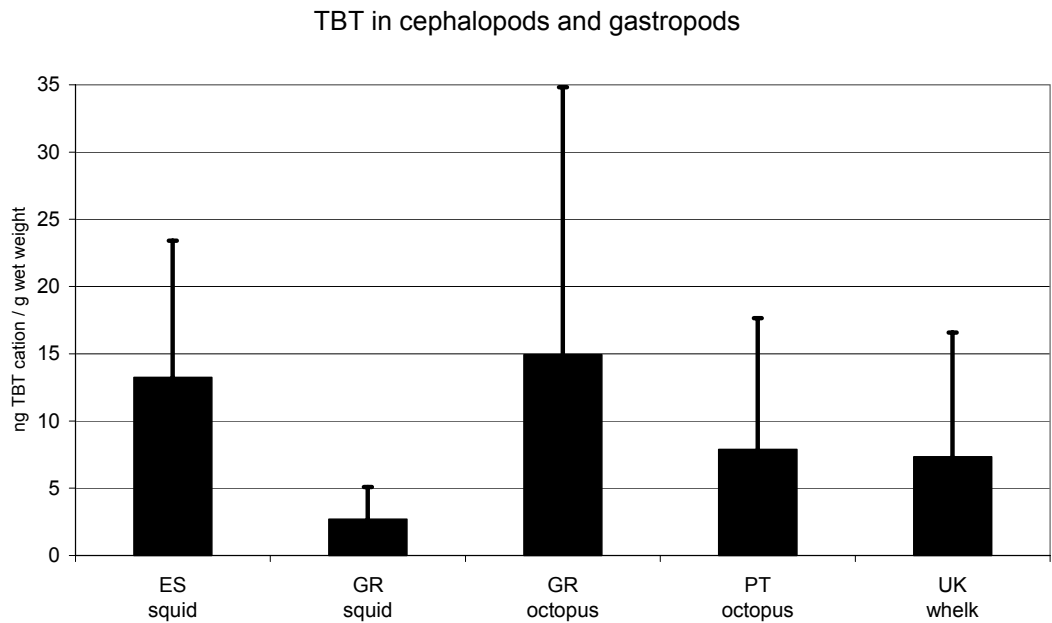 TBT in cephalopods and gastropods
ng TBT cation / g wet weight
35
30
25
20
15
10
5
0
ES
squid
GR
squid
GR
octopus
PT
octopus
UK
whelk